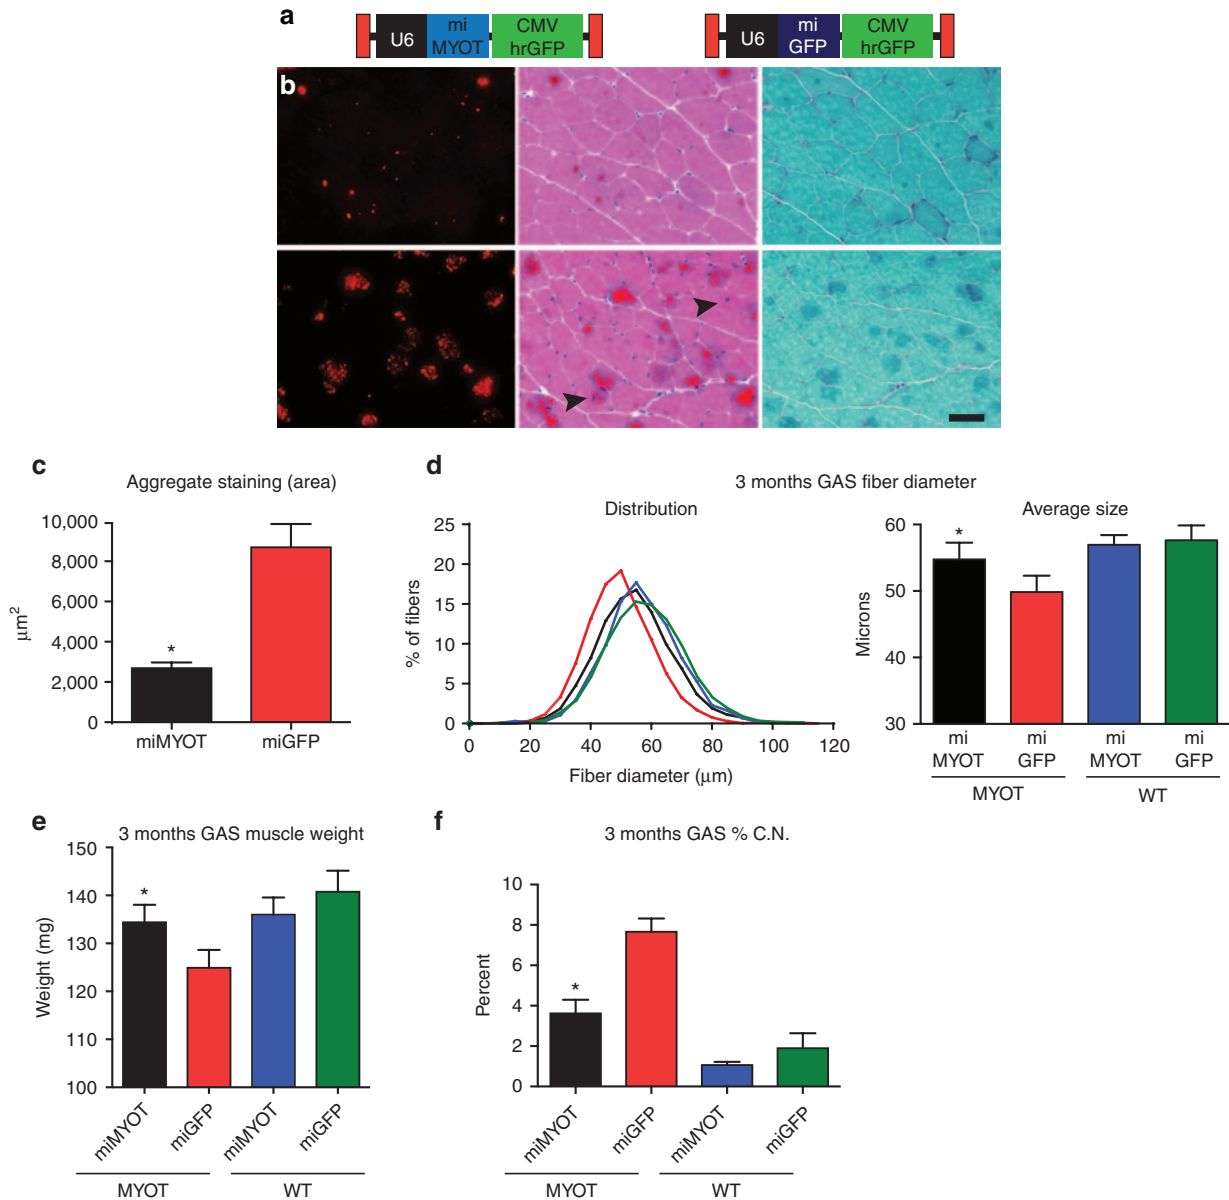 a
U6
mi
MYOT
CMV
hrGFP
U6
mi
GFP
CMV
hrGFP
b
c
Aggregate staining (area)
10,000
8,000
6,000
4,000
2,000
0
μm²
*
miMYOT
miGFP
d
3 months GAS fiber diameter
Distribution
25
20
15
10
5
0
% of fibers
0
20
40
60
80
100
120
Fiber diameter (μm)
Average size
60
50
40
30
Microns
*
mi
MYOT
mi
GFP
mi
MYOT
mi
GFP
MYOT
WT
e
3 months GAS muscle weight
150
140
130
120
110
100
Weight (mg)
*
miMYOT
miGFP
miMYOT
miGFP
MYOT
WT
f
3 months GAS % C.N.
10
8
6
4
2
0
Percent
*
miMYOT
miGFP
miMYOT
miGFP
MYOT
WT